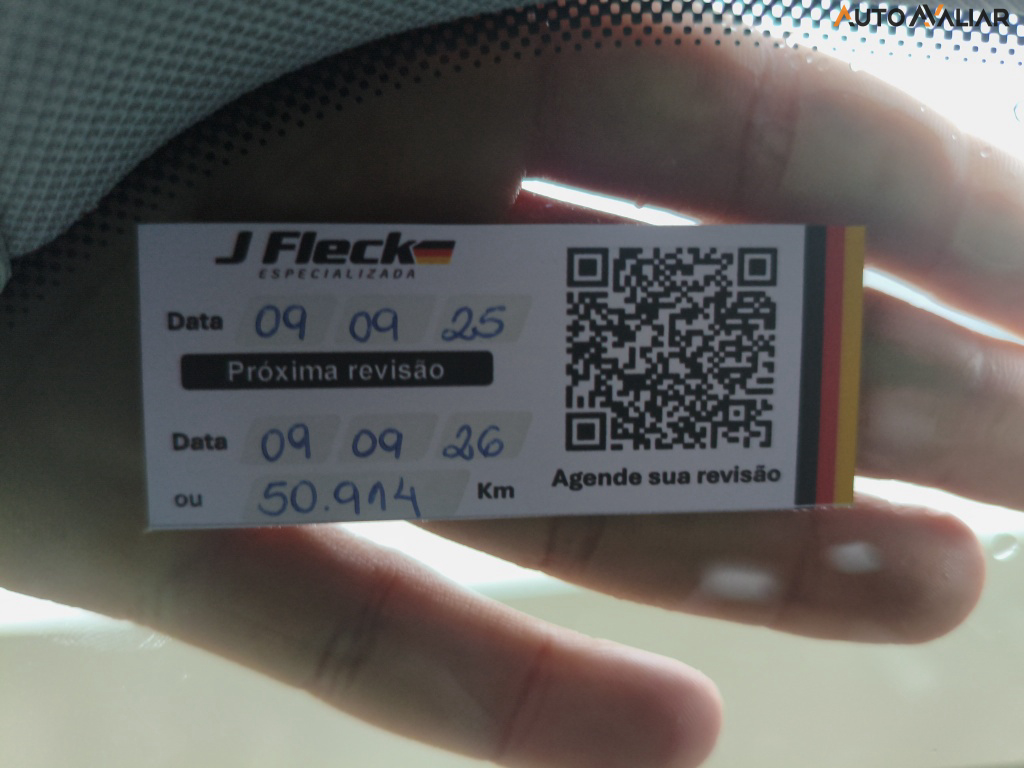 AUTOAVALIAR
J Fleck
ESPECIALIZADA
Data 09 09 25
Próxima revisão
Data 09 09 26
ou 50.914 Km
Agende sua revisão